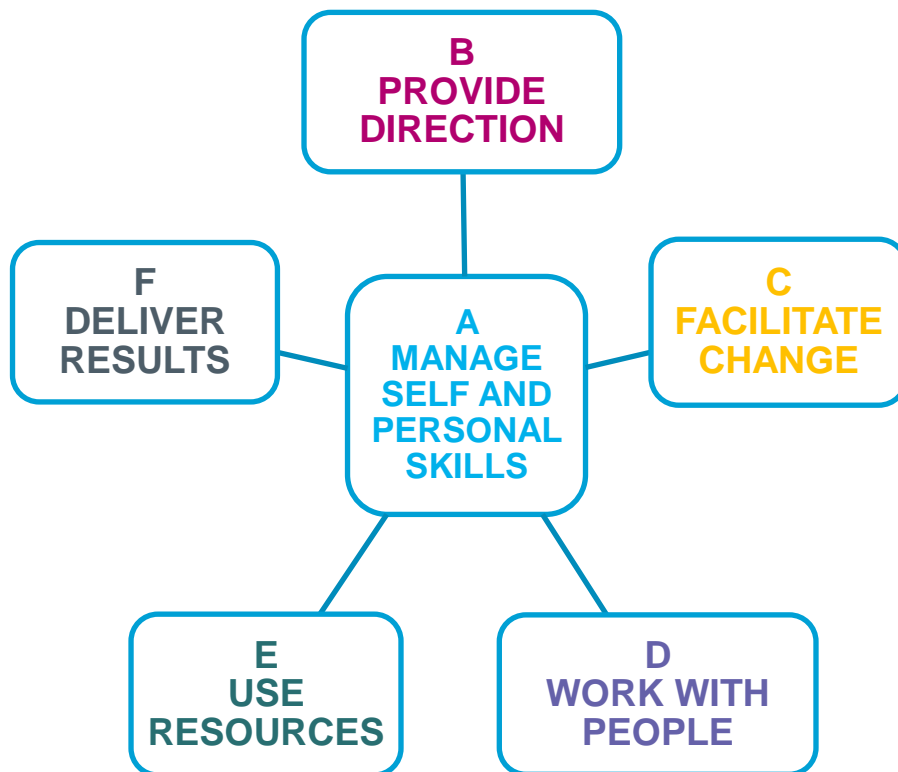 B
PROVIDE
DIRECTION
F
DELIVER
RESULTS
A
MANAGE
SELF AND
PERSONAL
SKILLS
C
FACILITATE
CHANGE
E
USE
RESOURCES
D
WORK WITH
PEOPLE